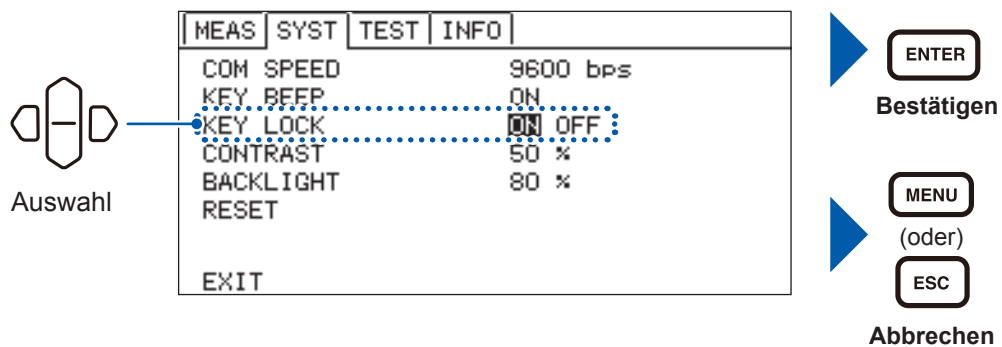 MEAS SYST TEST INFO
COM SPEED 9600 bps
KEY BEEP ON
KEY LOCK ON OFF
CONTRAST 50 %
BACKLIGHT 80 %
RESET
EXIT
Auswahl
ENTER
Bestätigen
MENU
(oder)
ESC
Abbrechen